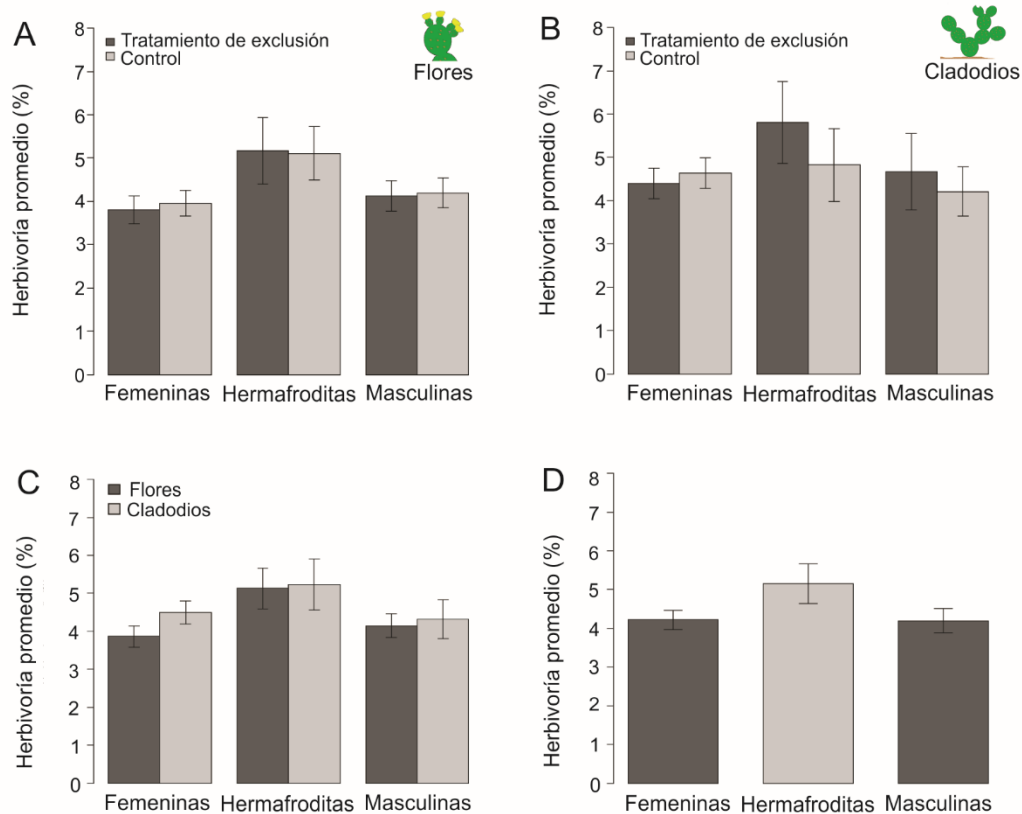 A
Herbivoría promedio (%)
8
7
6
5
4
3
2
1
0
Tratamiento de exclusión
Control
Flores
Femeninas
Hermafroditas
Masculinas
B
Herbivoría promedio (%)
8
7
6
5
4
3
2
1
0
Tratamiento de exclusión
Control
Cladodios
Femeninas
Hermafroditas
Masculinas
C
Herbivoría promedio (%)
8
7
6
5
4
3
2
1
0
Flores
Cladodios
Femeninas
Hermafroditas
Masculinas
D
Herbivoría promedio (%)
8
7
6
5
4
3
2
1
0
Femeninas
Hermafroditas
Masculinas